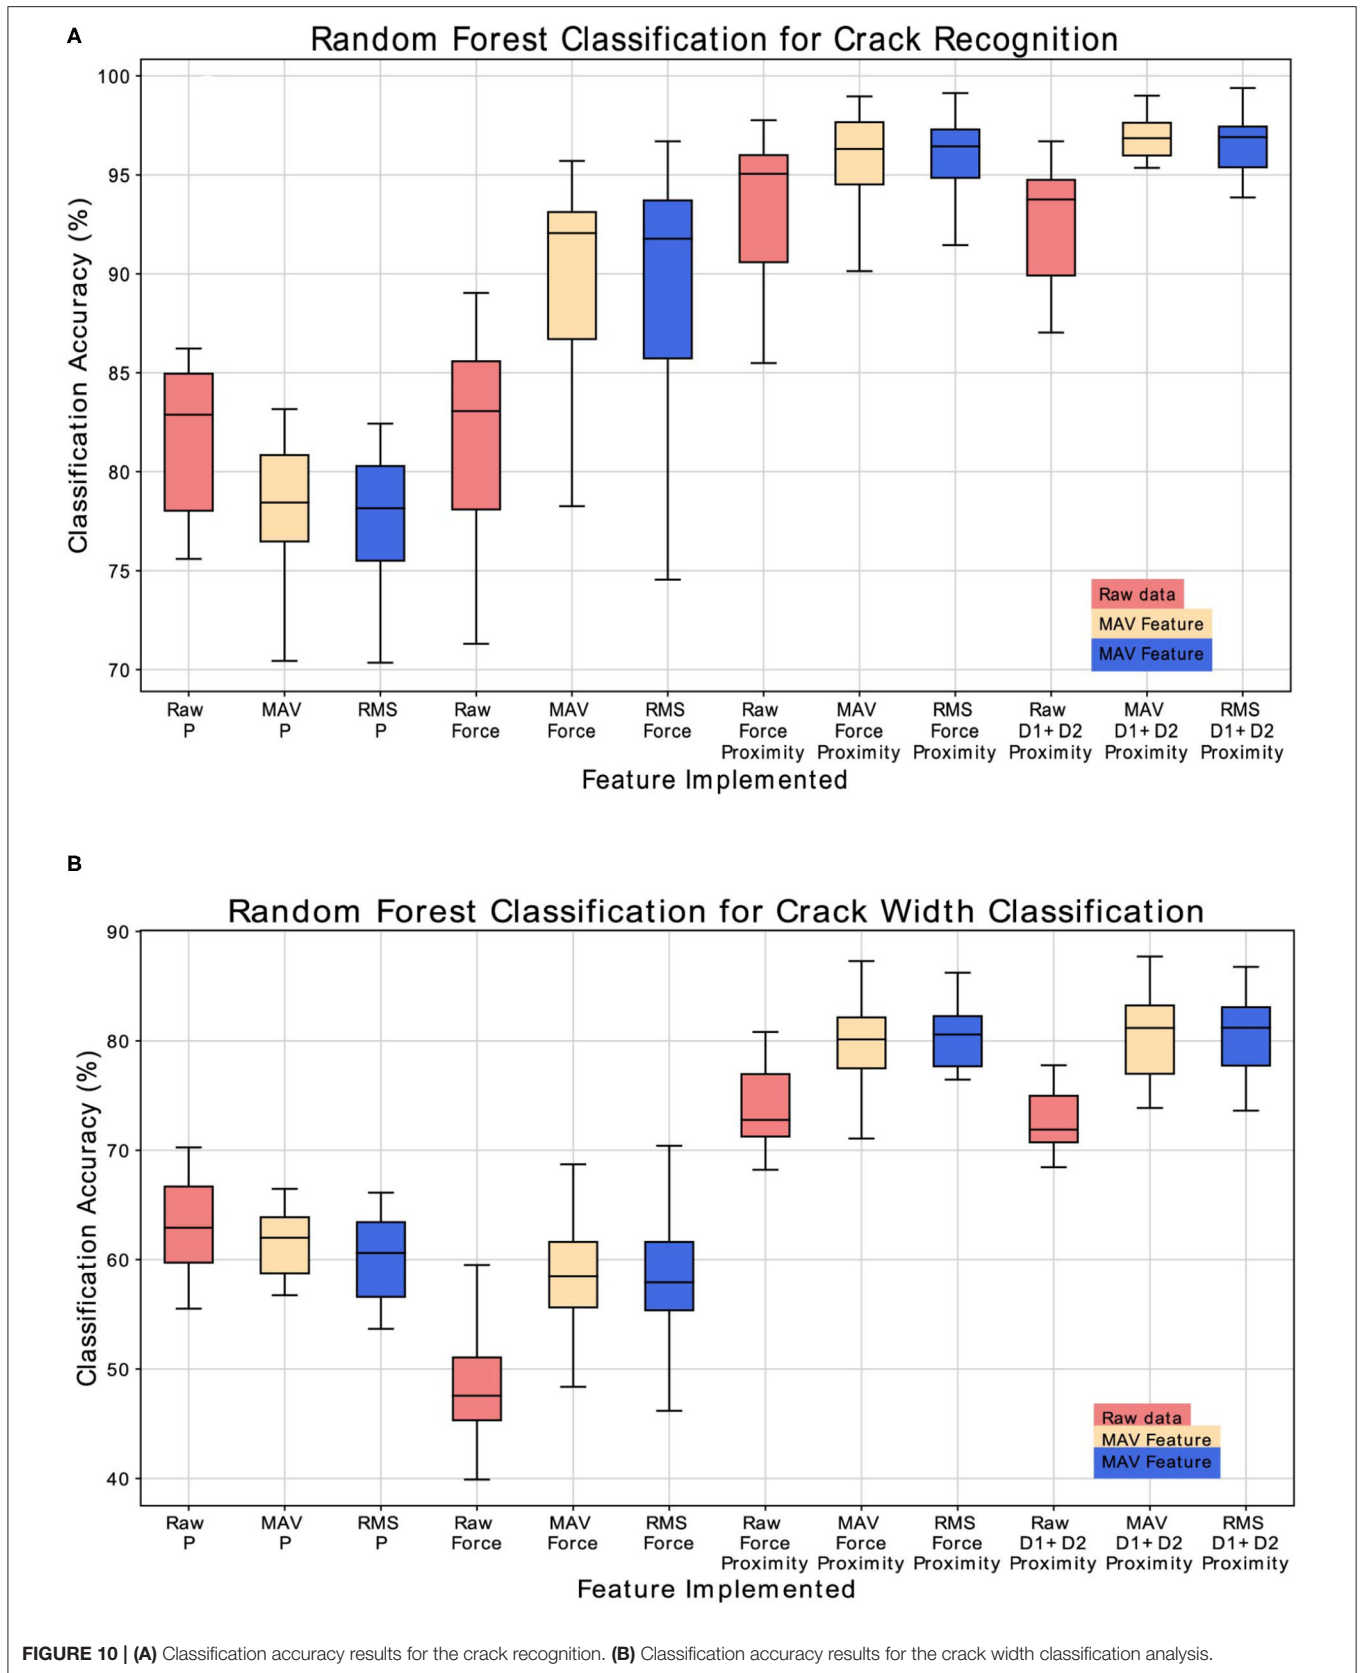 A
Random Forest Classification for Crack Recognition
Classification Accuracy (%)
100
95
90
85
80
75
70
Raw data
MAV Feature
MAV Feature
Raw MAV RMS Raw MAV RMS Raw MAV RMS Raw MAV RMS
P P P Force Force Force Force Force Force D1+ D2 D1+ D2 D1+ D2
Proximity Proximity Proximity Proximity Proximity Proximity
Feature Implemented
B
Random Forest Classification for Crack Width Classification
Classification Accuracy (%)
90
80
70
60
50
40
Raw data
MAV Feature
MAV Feature
Raw MAV RMS Raw MAV RMS Raw MAV RMS Raw MAV RMS
P P P Force Force Force Force Force Force D1+ D2 D1+ D2 D1+ D2
Proximity Proximity Proximity Proximity Proximity Proximity
Feature Implemented
FIGURE 10 | (A) Classification accuracy results for the crack recognition. (B) Classification accuracy results for the crack width classification analysis.